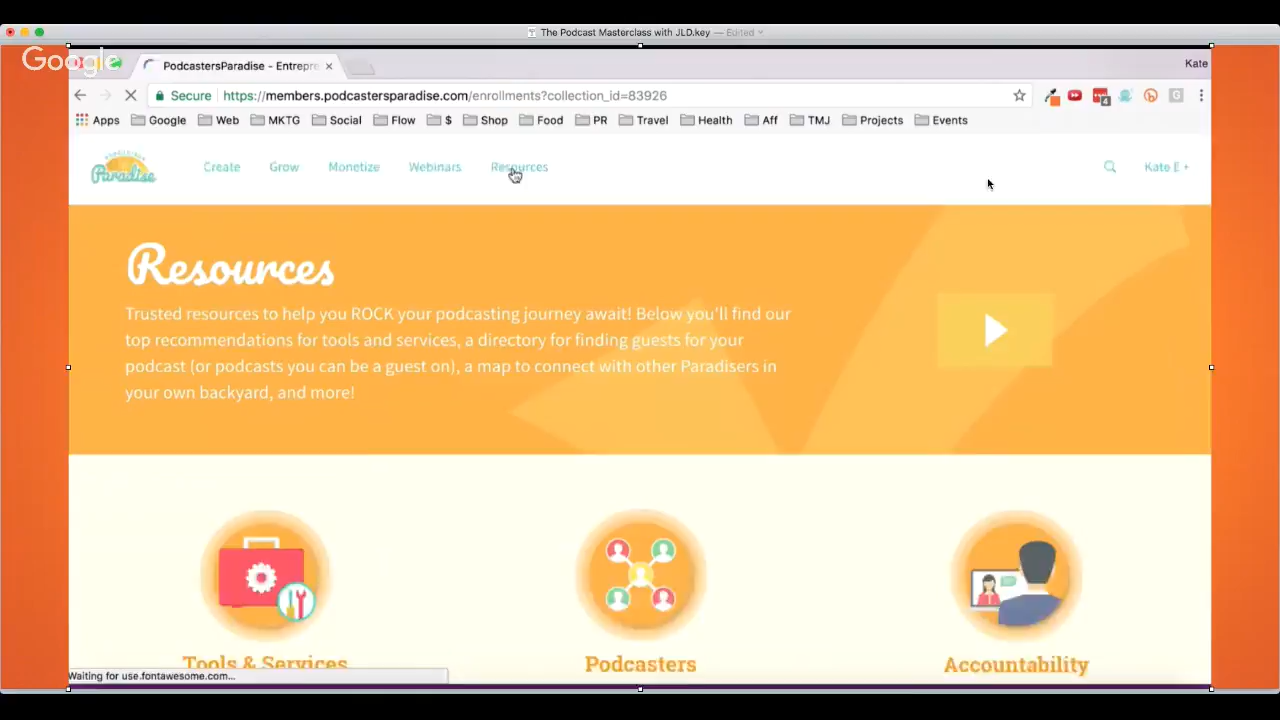 The Podcast Masterclass with JLD.key — Edited
Google
PodcastersParadise - Entrepre
Kate
Secure https://members.podcastersparadise.com/enrollments?collection_id=83926
Apps Google Web MKTG Social Flow $ Shop Food PR Travel Health Aff TMJ Projects Events
Paradise Create Grow Monetize Webinars Resources Kate
Resources
Trusted resources to help you ROCK your podcasting journey await! Below you'll find our
top recommendations for tools and services, a directory for finding guests for your
podcast (or podcasts you can be a guest on), a map to connect with other Paradisers in
your own backyard, and more!
Tools & Services Podcasters Accountability
Waiting for use.fontawesome.com...